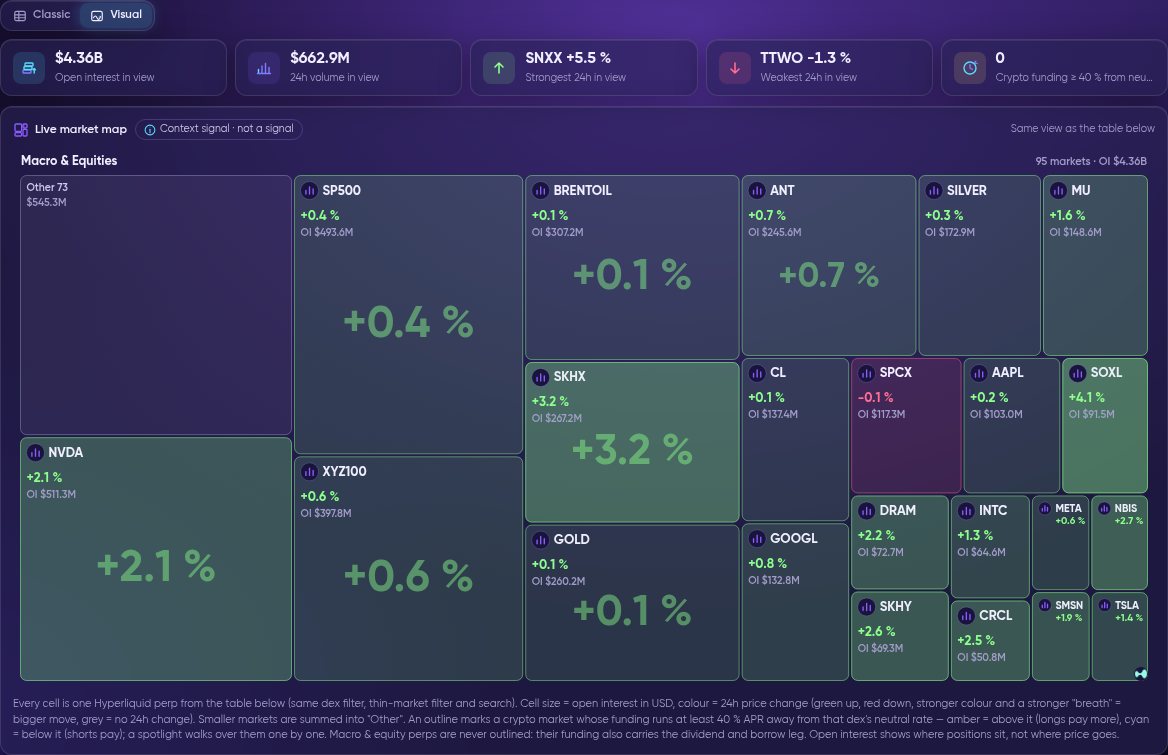 Classic
Visual
$4.36B
Open interest in view
$662.9M
24h volume in view
SNXX +5.5 %
Strongest 24h in view
TTWO -1.3 %
Weakest 24h in view
0
Crypto funding ≥ 40 % from neu...
Live market map
Context signal · not a signal
Same view as the table below
Macro & Equities
95 markets · OI $4.36B
Other 73
$545.3M
NVDA
+2.1 %
OI $511.3M
+2.1 %
SP500
+0.4 %
OI $493.6M
+0.4 %
XYZ100
+0.6 %
OI $397.8M
+0.6 %
BRENTOIL
+0.1 %
OI $307.2M
+0.1 %
SKHX
+3.2 %
OI $267.2M
+3.2 %
GOLD
+0.1 %
OI $260.2M
+0.1 %
ANT
+0.7 %
OI $245.6M
+0.7 %
SILVER
+0.3 %
OI $172.9M
MU
+1.6 %
OI $148.6M
CL
+0.1 %
OI $137.4M
GOOGL
+0.8 %
OI $132.8M
SPCX
-0.1 %
OI $117.3M
AAPL
+0.2 %
OI $103.0M
SOXL
+4.1 %
OI $91.5M
DRAM
+2.2 %
OI $72.7M
SKHY
+2.6 %
OI $69.3M
INTC
+1.3 %
OI $64.6M
CRCL
+2.5 %
OI $50.8M
META
+0.6 %
NBIS
+2.7 %
SMSN
+1.9 %
TSLA
+1.4 %
Every cell is one Hyperliquid perp from the table below (same dex filter, thin-market filter and search). Cell size = open interest in USD, colour = 24h price change (green up, red down, stronger colour and a stronger "breath" =
bigger move, grey = no 24h change). Smaller markets are summed into "Other". An outline marks a crypto market whose funding runs at least 40 % APR away from that dex's neutral rate — amber = above it (longs pay more), cyan
= below it (shorts pay); a spotlight walks over them one by one. Macro & equity perps are never outlined: their funding also carries the dividend and borrow leg. Open interest shows where positions sit, not where price goes.